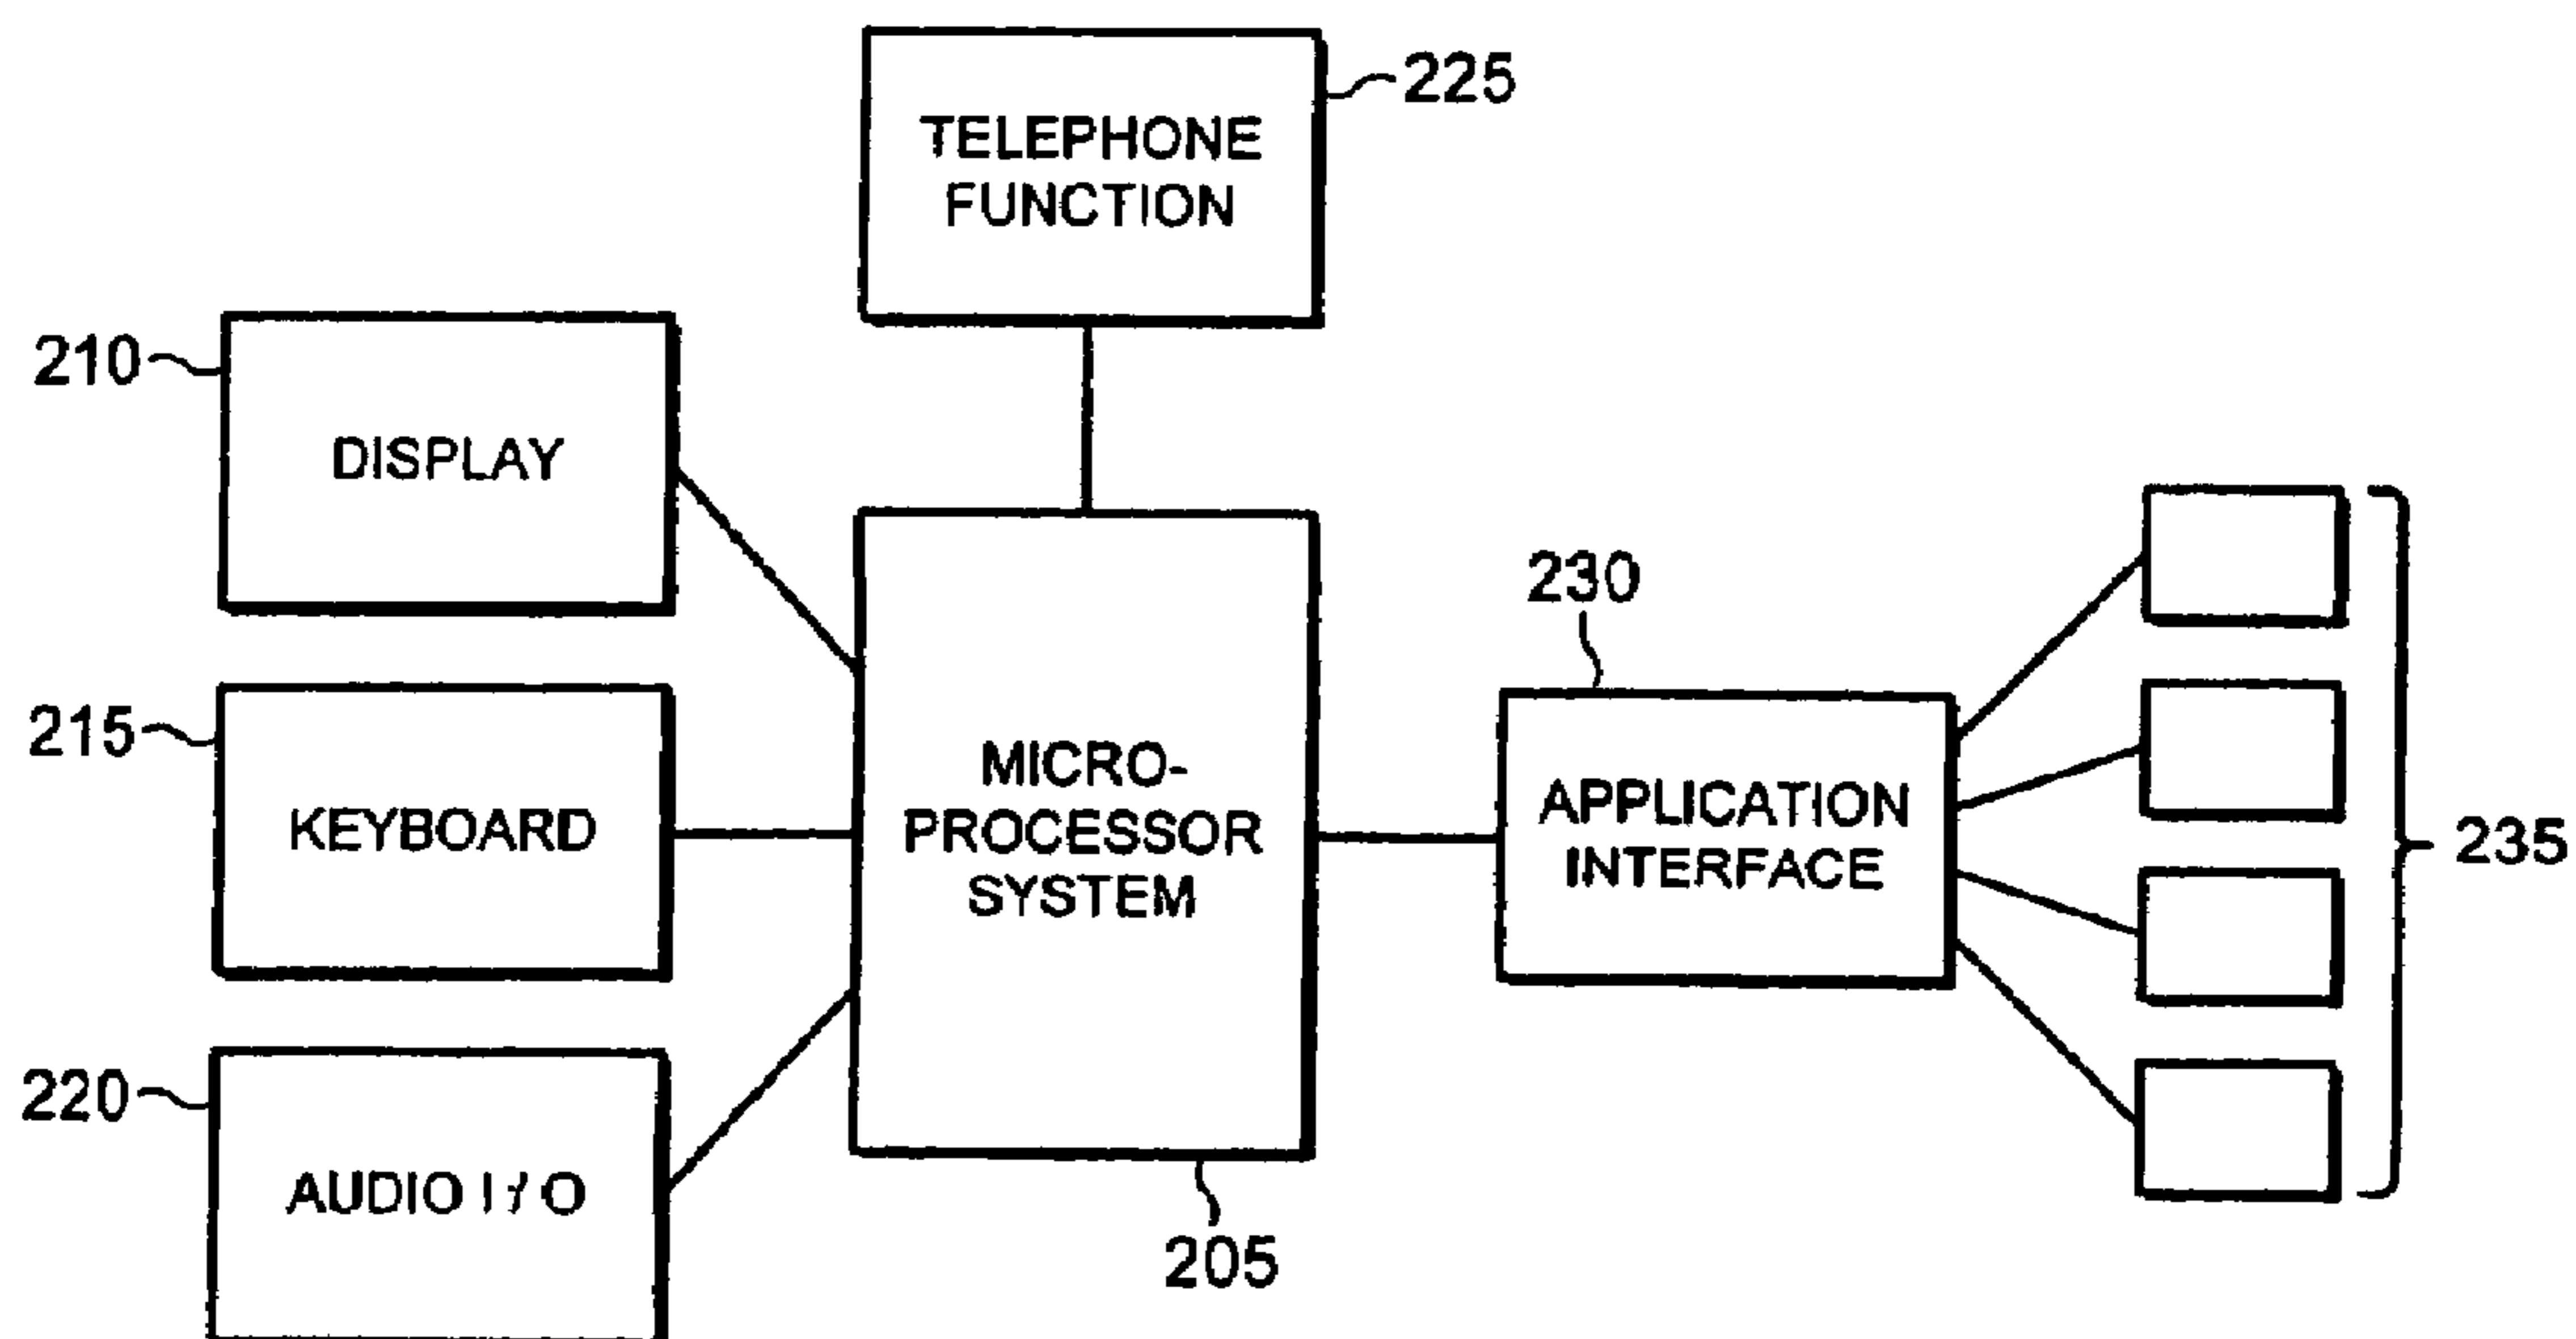 225
TELEPHONE
FUNCTION
210
DISPLAY
215
KEYBOARD
220
AUDIO I/O
MICRO-
PROCESSOR
SYSTEM
205
230
APPLICATION
INTERFACE
235